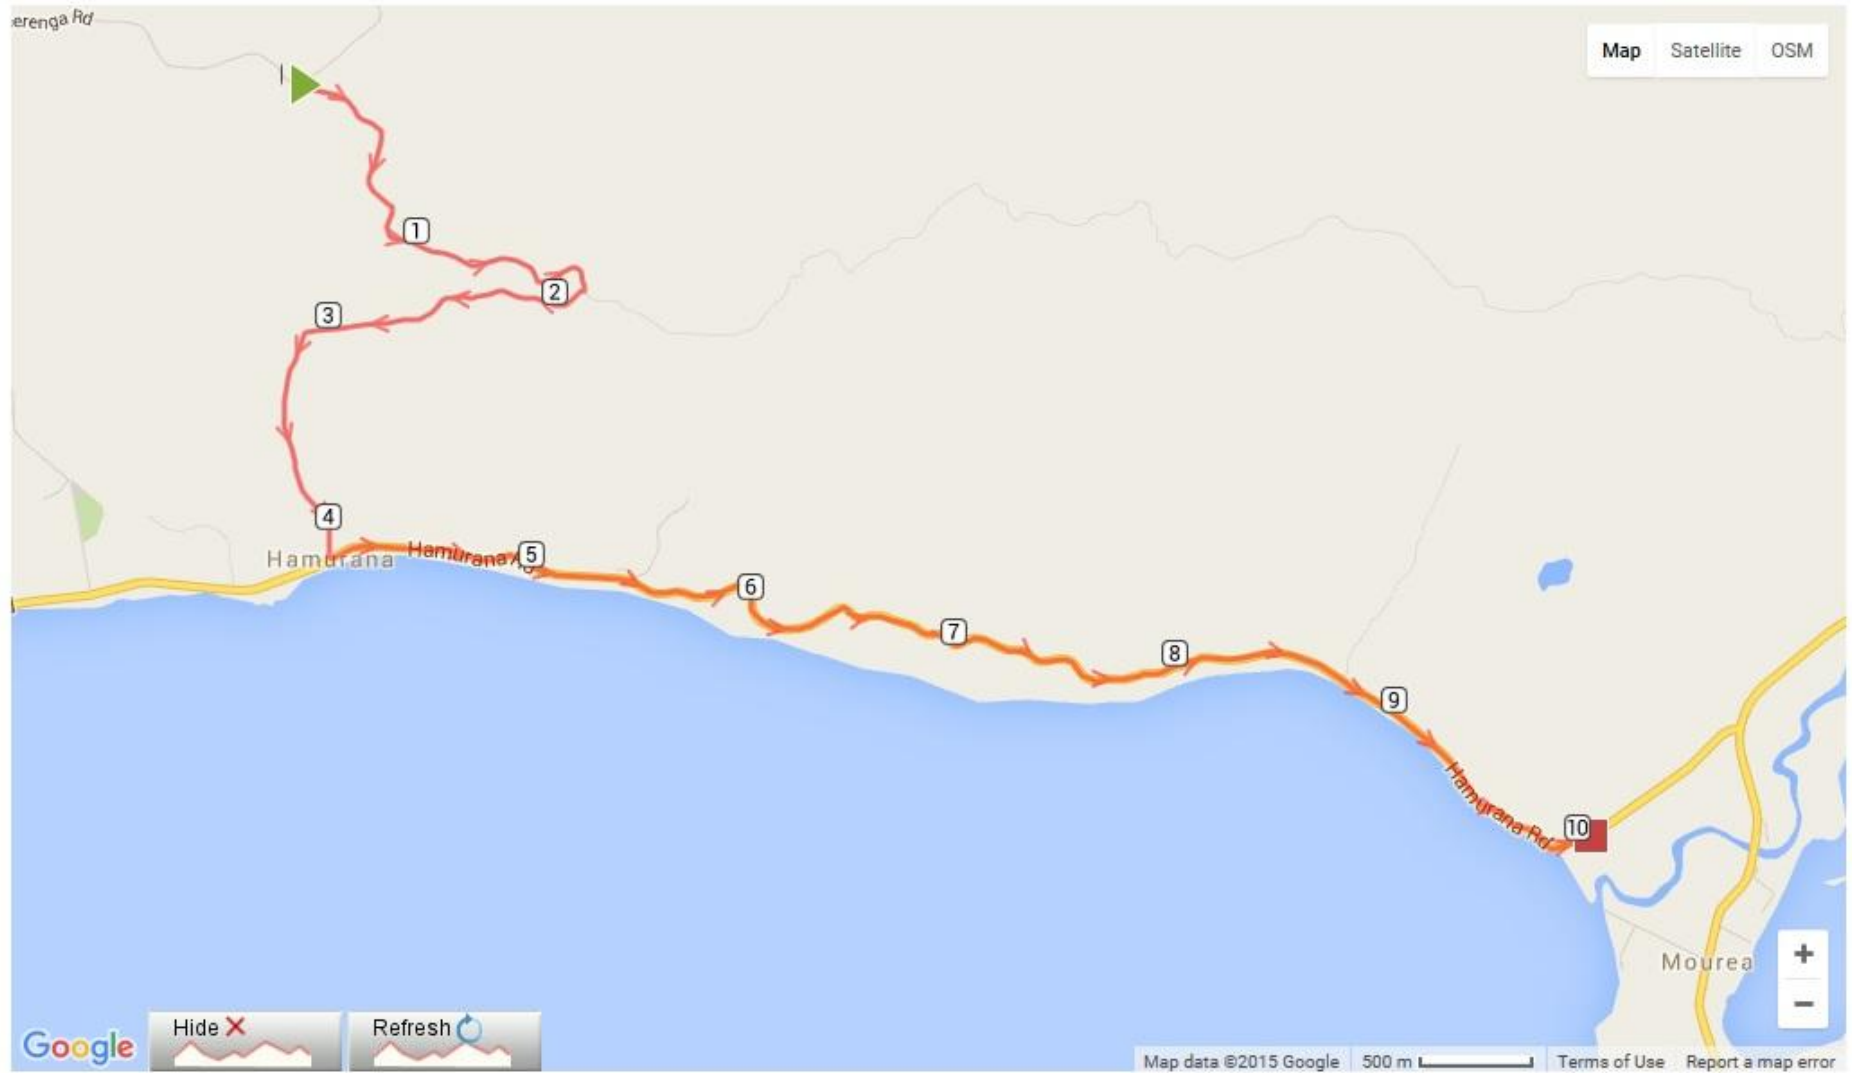 erenga Rd
Map Satellite OSM
1
2
3
4
Hamurana
Hamurana Rd
5
6
7
8
9
Hamurana Rd
10
Mourea
+
−
Hide
Refresh
Google
Map data ©2015 Google 500 m Terms of Use Report a map error